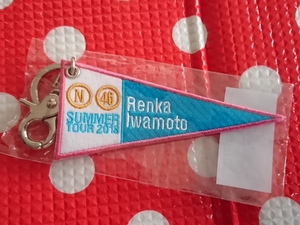 N 46
SUMMER
TOUR 2018
Renka
Iwamoto